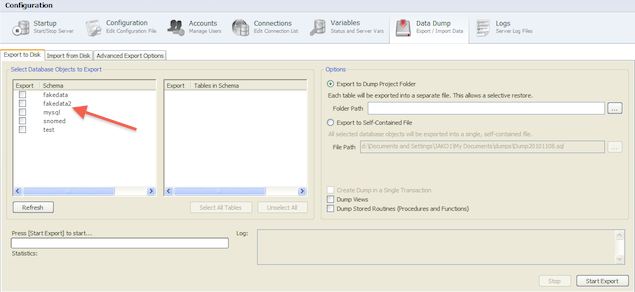 Configuration
Startup
Start/Stop Server
Configuration
Edit Configuration File
Accounts
Manage Users
Connections
Edit Connection List
Variables
Status and Server Vars
Data Dump
Export / Import Data
Logs
Server Log Files
Export to Disk
Import from Disk
Advanced Export Options
Select Database Objects to Export
Export Schema
fakedata
fakedata2
mysql
snomed
test
Export Tables in Schema
Refresh
Select All Tables
Unselect All
Options
Export to Dump Project Folder
Each table will be exported into a separate file. This allows a selective restore.
Folder Path
...
Export to Self-Contained File
All selected database objects will be exported into a single, self-contained file.
File Path d:\Documents and Settings\JAKO1\My Documents\dumps\Dump20101108.sql
...
Create Dump in a Single Transaction
Dump Views
Dump Stored Routines (Procedures and Functions)
Press [Start Export] to start...
Statistics:
Log:
Stop
Start Export